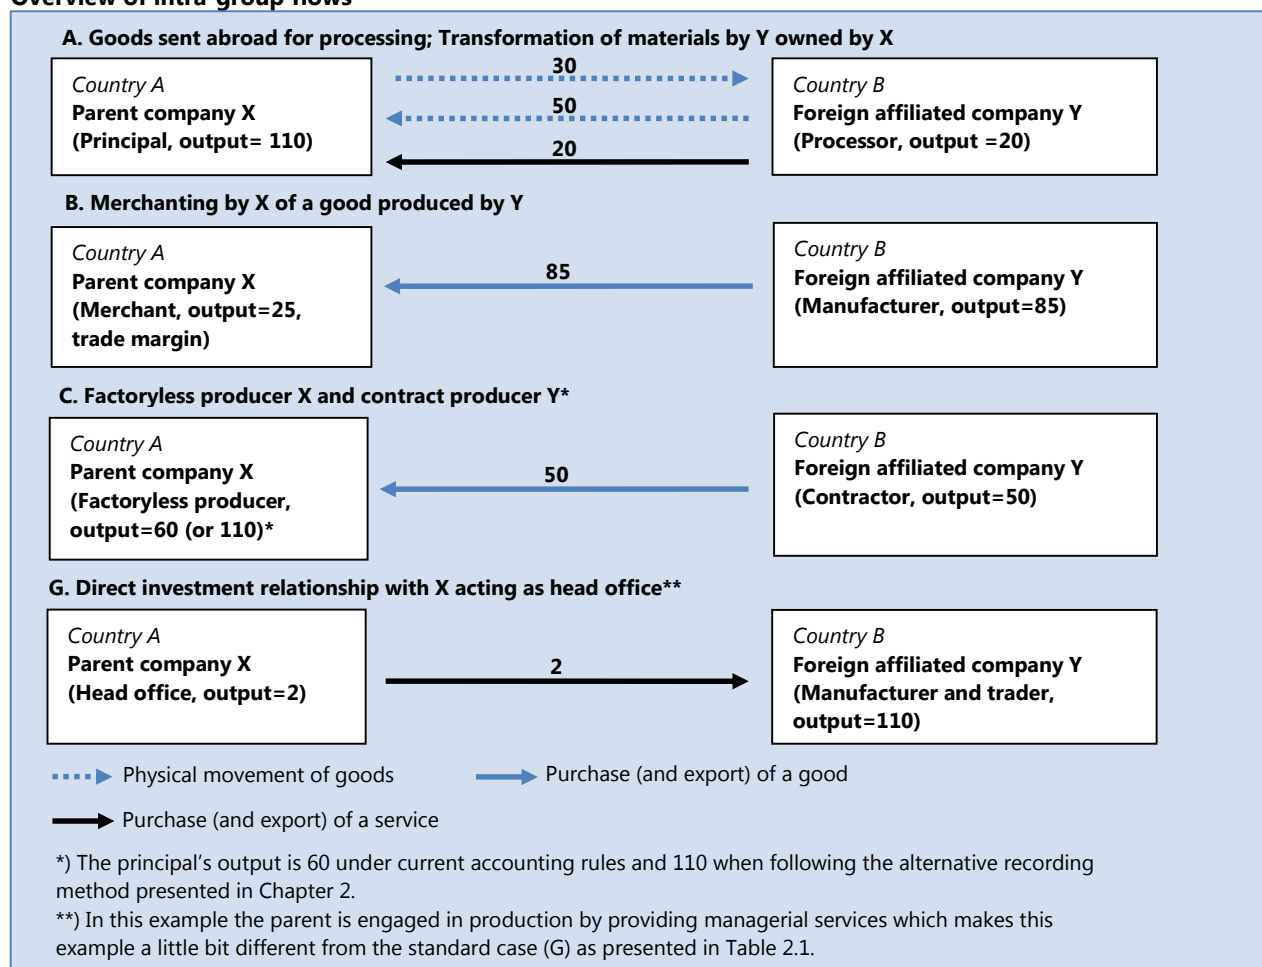 Overview of intra-group flows
A. Goods sent abroad for processing; Transformation of materials by Y owned by X
Country A
Parent company X
(Principal, output= 110)
30
50
20
Country B
Foreign affiliated company Y
(Processor, output =20)
B. Merchanting by X of a good produced by Y
Country A
Parent company X
(Merchant, output=25,
trade margin)
85
Country B
Foreign affiliated company Y
(Manufacturer, output=85)
C. Factoryless producer X and contract producer Y*
Country A
Parent company X
(Factoryless producer,
output=60 (or 110)*
50
Country B
Foreign affiliated company Y
(Contractor, output=50)
G. Direct investment relationship with X acting as head office**
Country A
Parent company X
(Head office, output=2)
2
Country B
Foreign affiliated company Y
(Manufacturer and trader,
output=110)
Physical movement of goods
Purchase (and export) of a good
Purchase (and export) of a service
*) The principal's output is 60 under current accounting rules and 110 when following the alternative recording
method presented in Chapter 2.
**) In this example the parent is engaged in production by providing managerial services which makes this
example a little bit different from the standard case (G) as presented in Table 2.1.